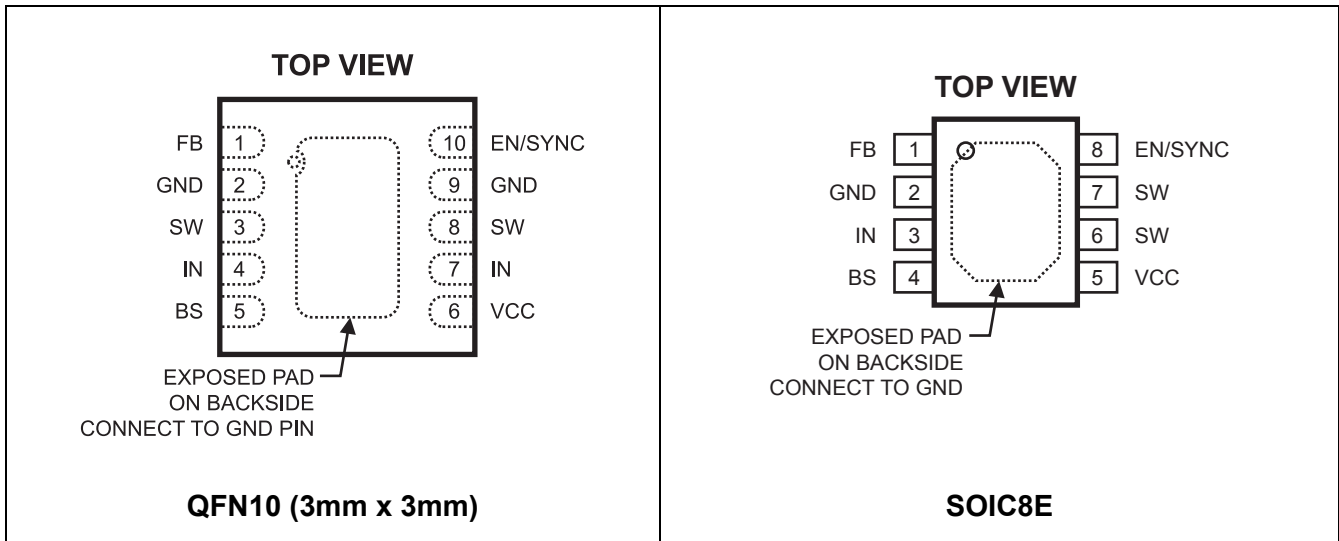 TOP VIEW
FB 1 10 EN/SYNC
GND 2 9 GND
SW 3 8 SW
IN 4 7 IN
BS 5 6 VCC
EXPOSED PAD
ON BACKSIDE
CONNECT TO GND PIN
QFN10 (3mm x 3mm)
TOP VIEW
FB 1 8 EN/SYNC
GND 2 7 SW
IN 3 6 SW
BS 4 5 VCC
EXPOSED PAD
ON BACKSIDE
CONNECT TO GND
SOIC8E